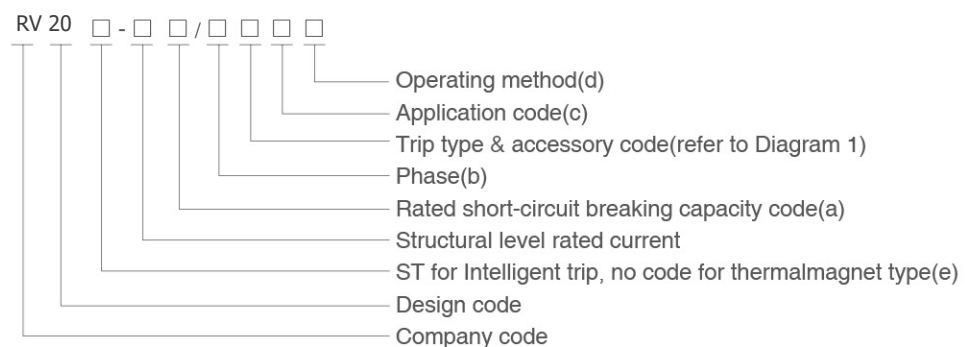 RV 20 □ - □ □ / □ □ □ □
Operating method(d)
Application code(c)
Trip type & accessory code(refer to Diagram 1)
Phase(b)
Rated short-circuit breaking capacity code(a)
Structural level rated current
ST for Intelligent trip, no code for thermalmagnet type(e)
Design code
Company code